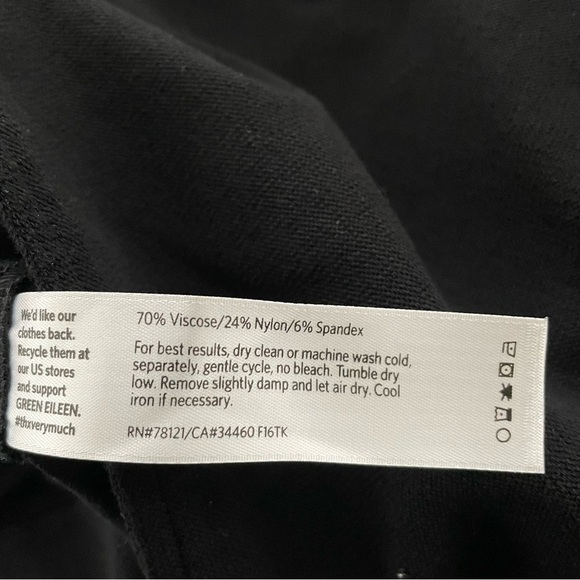 We'd like our
clothes back.
Recycle them at
our US stores
and support
GREEN EILEEN.
#thxverymuch
70% Viscose/24% Nylon/6% Spandex
For best results, dry clean or machine wash cold,
separately, gentle cycle, no bleach. Tumble dry
low. Remove slightly damp and let air dry. Cool
iron if necessary.
RN#78121/CA#34460 F16TK